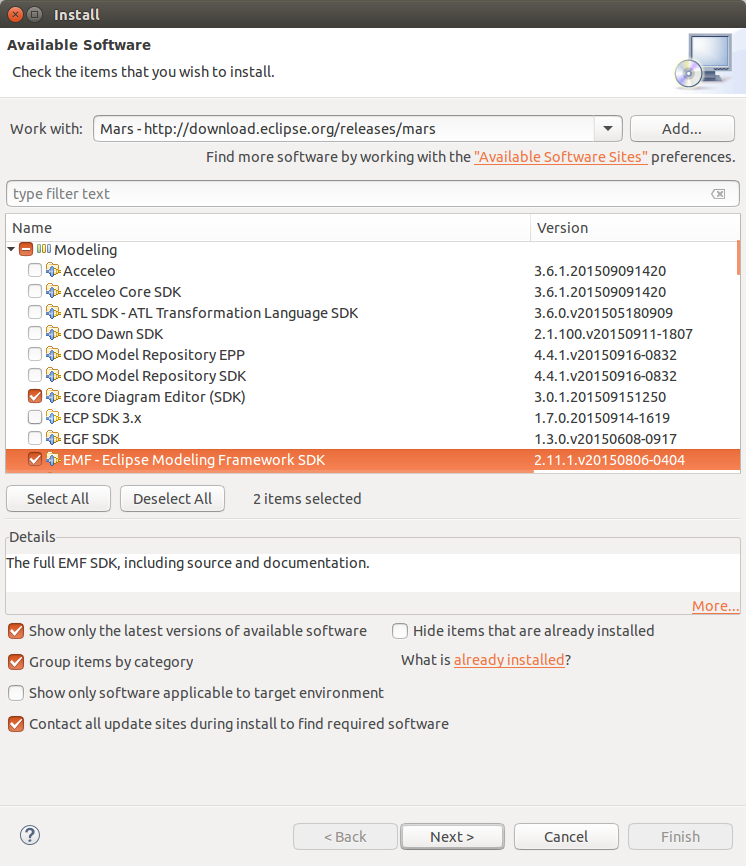 Install
Available Software
Check the items that you wish to install.
Work with: Mars - http://download.eclipse.org/releases/mars Add...
Find more software by working with the "Available Software Sites" preferences.
type filter text
Name Version
Modeling
Acceleo 3.6.1.201509091420
Acceleo Core SDK 3.6.1.201509091420
ATL SDK - ATL Transformation Language SDK 3.6.0.v201505180909
CDO Dawn SDK 2.1.100.v20150911-1807
CDO Model Repository EPP 4.4.1.v20150916-0832
CDO Model Repository SDK 4.4.1.v20150916-0832
Ecore Diagram Editor (SDK) 3.0.1.201509151250
ECP SDK 3.x 1.7.0.20150914-1619
EGF SDK 1.3.0.v20150608-0917
EMF - Eclipse Modeling Framework SDK 2.11.1.v20150806-0404
Select All Deselect All 2 items selected
Details
The full EMF SDK, including source and documentation.
More...
Show only the latest versions of available software Hide items that are already installed
Group items by category What is already installed?
Show only software applicable to target environment
Contact all update sites during install to find required software
? < Back Next > Cancel Finish